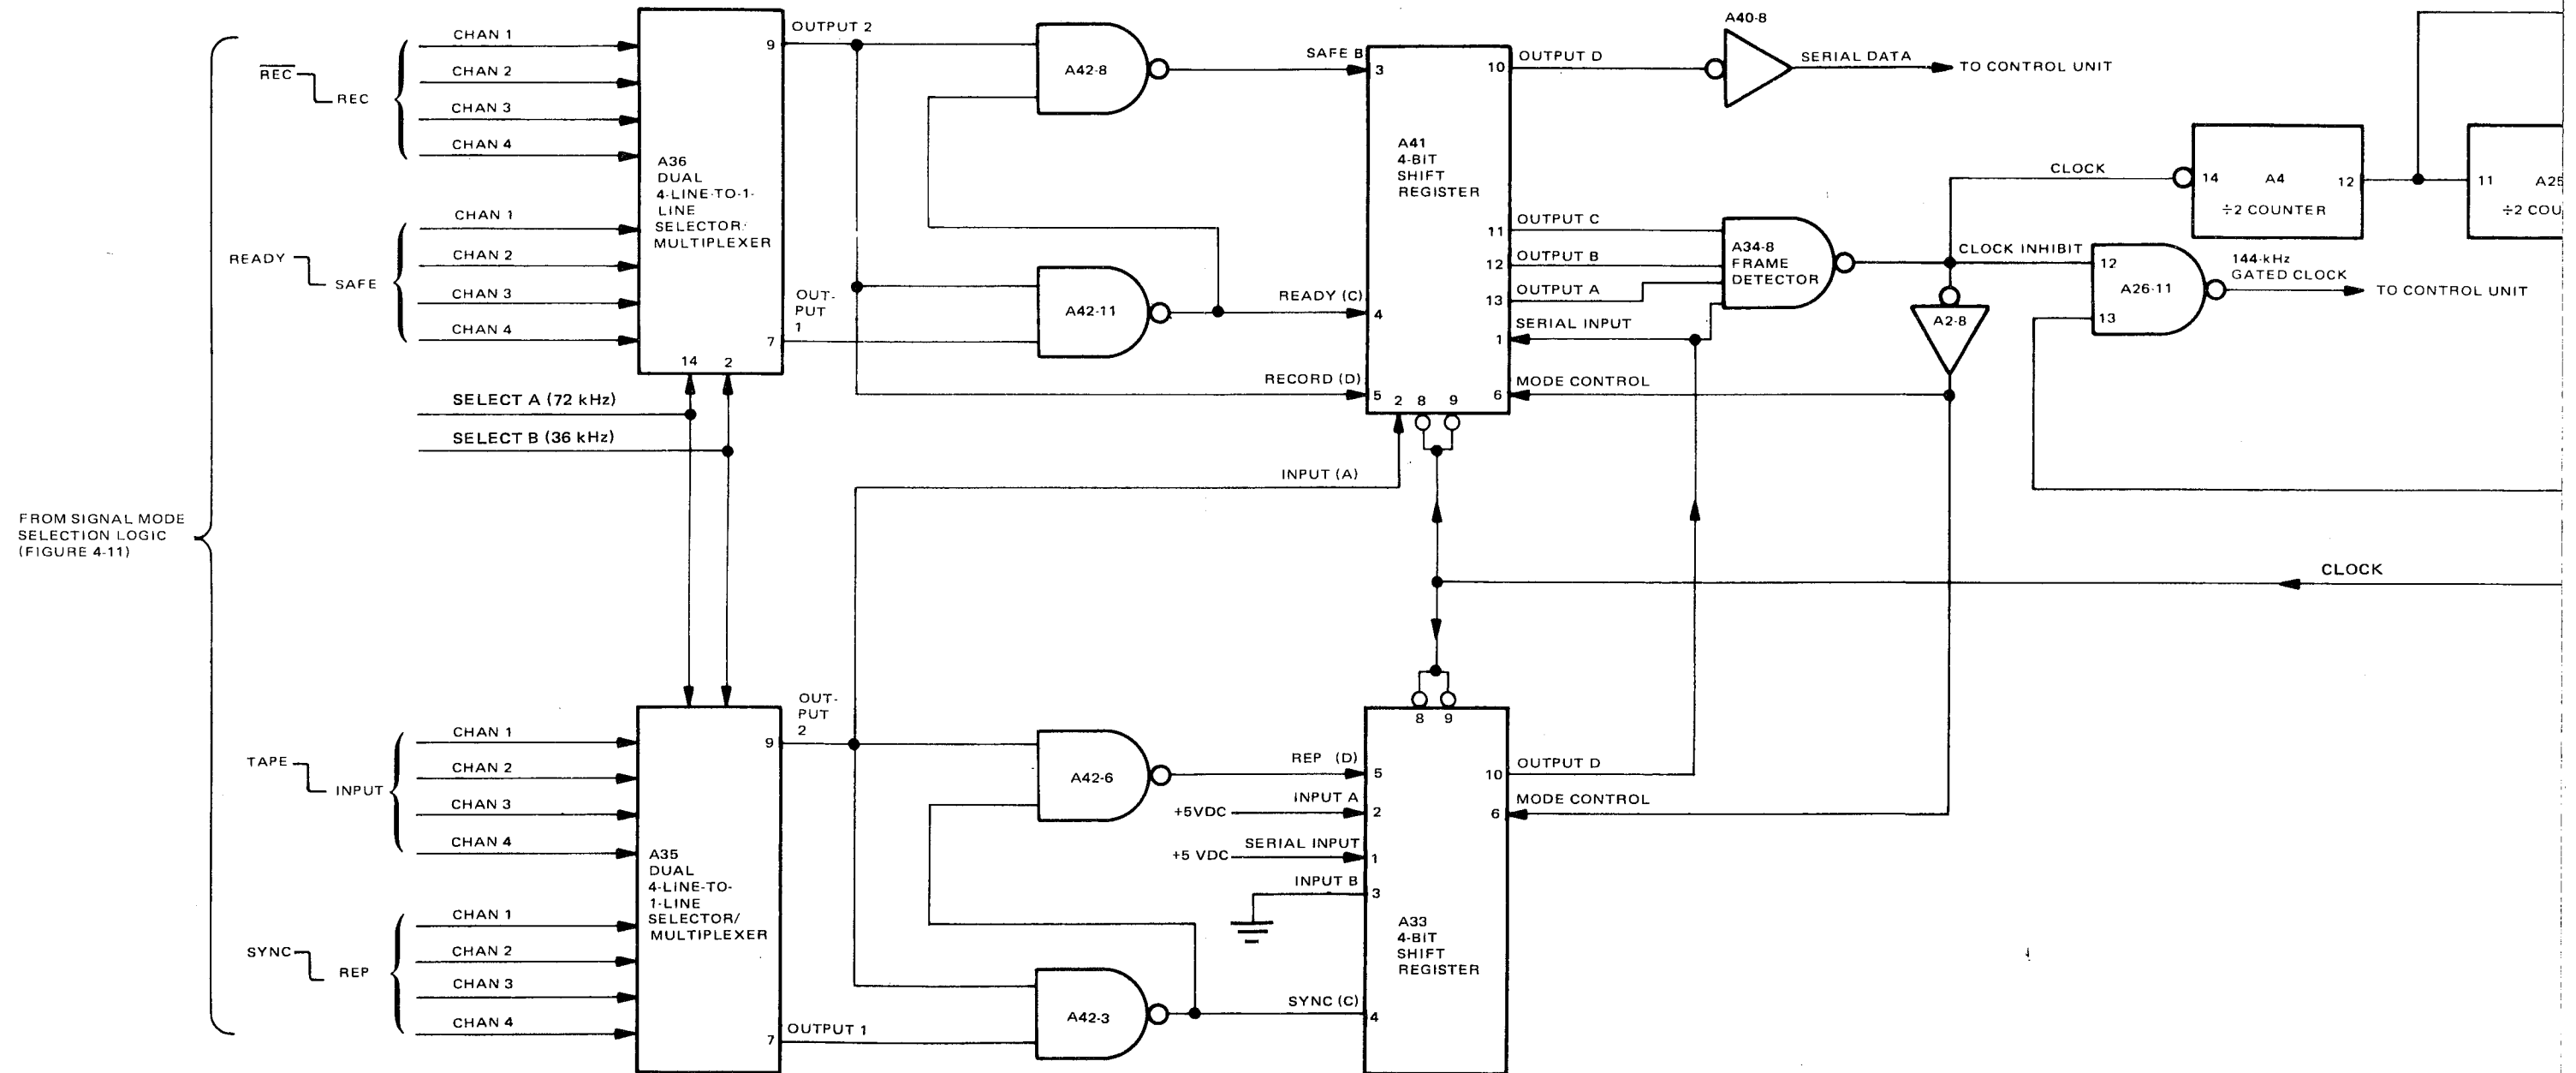 FROM SIGNAL MODE
SELECTION LOGIC
(FIGURE 4-11)
REC
REC
CHAN 1
CHAN 2
CHAN 3
CHAN 4
READY
SAFE
CHAN 1
CHAN 2
CHAN 3
CHAN 4
SELECT A (72 kHz)
SELECT B (36 kHz)
TAPE
INPUT
CHAN 1
CHAN 2
CHAN 3
CHAN 4
SYNC
REP
CHAN 1
CHAN 2
CHAN 3
CHAN 4
A36
DUAL
4-LINE-TO-1-
LINE
SELECTOR/
MULTIPLEXER
9
7
14 2
OUTPUT 2
OUT-
PUT
1
A42-8
A42-11
SAFE B
READY (C)
RECORD (D)
INPUT (A)
A41
4-BIT
SHIFT
REGISTER
3
4
5
2 8 9
10
11
12
13
1
6
OUTPUT D
A40-8
SERIAL DATA
TO CONTROL UNIT
OUTPUT C
OUTPUT B
OUTPUT A
SERIAL INPUT
MODE CONTROL
A34-8
FRAME
DETECTOR
CLOCK
CLOCK INHIBIT
A2-8
14 A4 12
÷2 COUNTER
11 A25
÷2 COU
12
A26-11
13
144-kHz
GATED CLOCK
TO CONTROL UNIT
CLOCK
A35
DUAL
4-LINE-TO-
1-LINE
SELECTOR/
MULTIPLEXER
9
7
OUT-
PUT
2
OUTPUT 1
A42-6
A42-3
REP (D)
INPUT A
+5VDC
SERIAL INPUT
+5 VDC
INPUT B
SYNC (C)
8 9
5
2
1
3
4
10
6
A33
4-BIT
SHIFT
REGISTER
OUTPUT D
MODE CONTROL